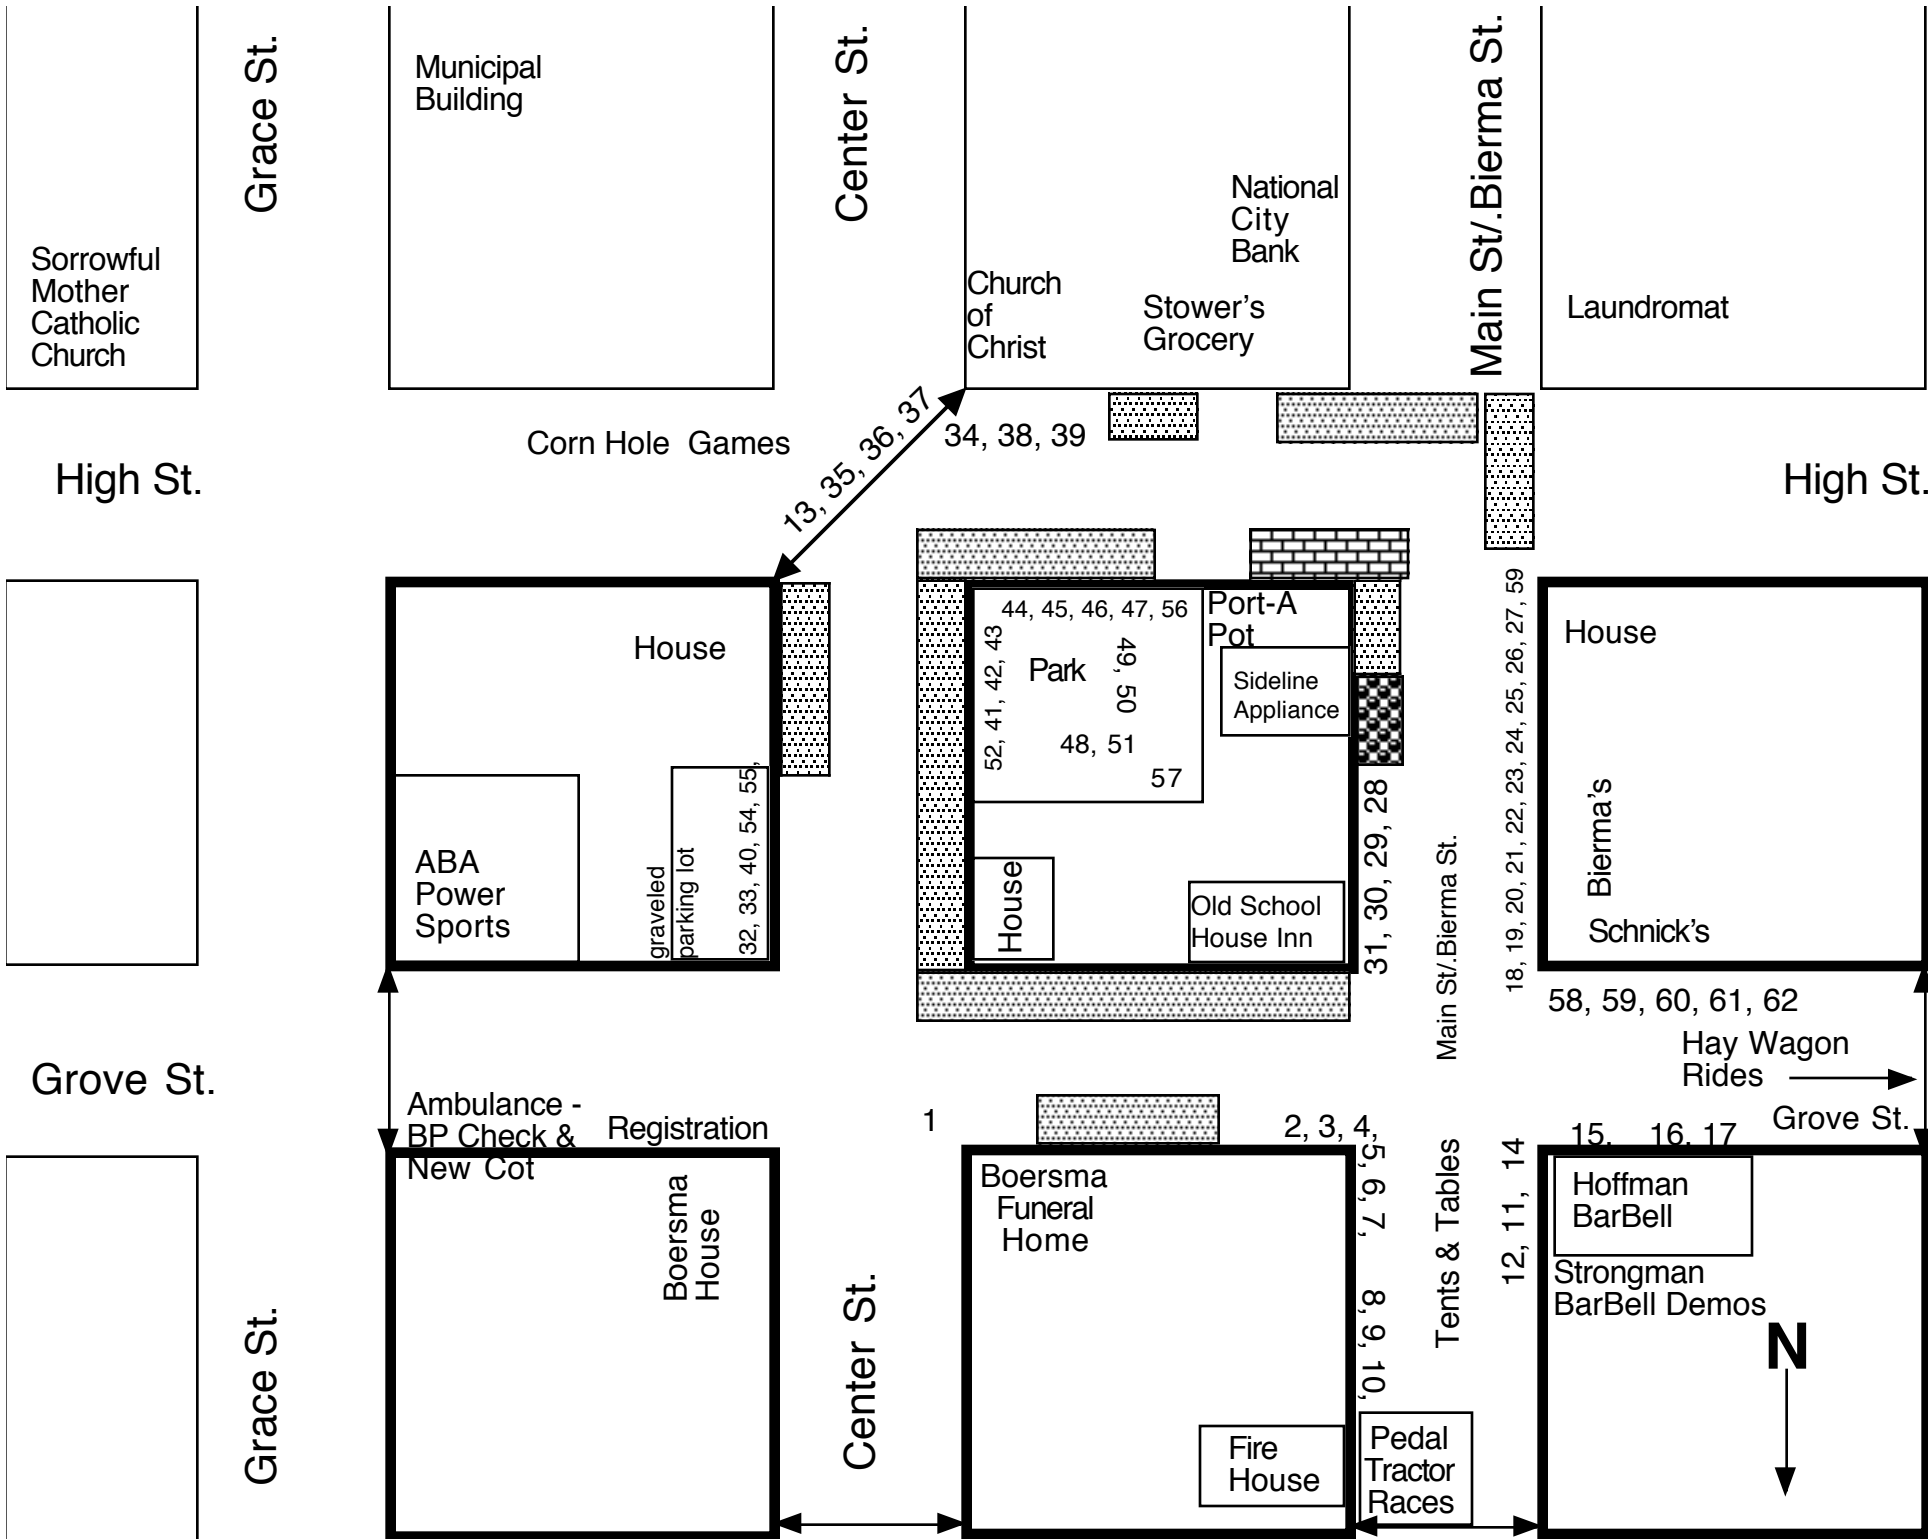 Grace St.
Municipal
Building
Center St.
National
City
Bank
Main St/.Bierma St.
Sorrowful
Mother
Catholic
Church
Church
of
Christ
Stower's
Grocery
Laundromat
Corn Hole Games
13, 35, 36, 37
34, 38, 39
High St.
High St.
House
44, 45, 46, 47, 56
Port-A
Pot
52, 41, 42, 43
Park
49, 50
48, 51
57
Sideline
Appliance
18, 19, 20, 21, 22, 23, 24, 25, 26, 27, 59
House
ABA
Power
Sports
graveled
parking lot
32, 33, 40, 54, 55,
House
Old School
House Inn
31, 30, 29, 28
Main St/.Bierma St.
Bierma's
Schnick's
58, 59, 60, 61, 62
Hay Wagon
Rides
Grove St.
Grove St.
Ambulance -
BP Check &
New Cot
Registration
1
2, 3, 4,
5, 6, 7,
8, 9, 10,
Tents & Tables
12, 11, 14
15, 16, 17
Boersma
House
Boersma
Funeral
Home
Hoffman
BarBell
Strongman
BarBell Demos
N
Grace St.
Center St.
Fire
House
Pedal
Tractor
Races